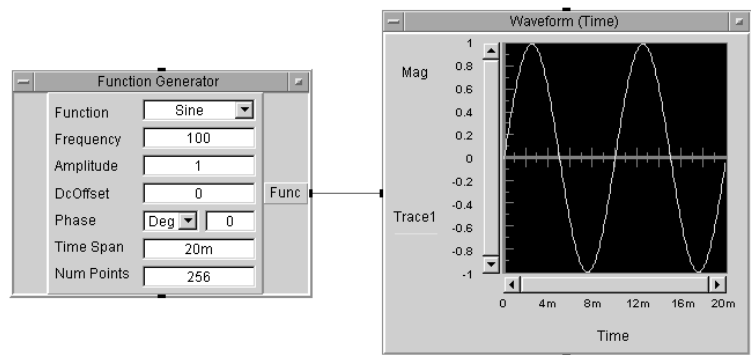 Function Generator
Function Sine
Frequency 100
Amplitude 1
DcOffset 0
Phase Deg 0
Time Span 20m
Num Points 256
Func
Waveform (Time)
Mag
Trace1
1
0.8
0.6
0.4
0.2
0
-0.2
-0.4
-0.6
-0.8
-1
0 4m 8m 12m 16m 20m
Time